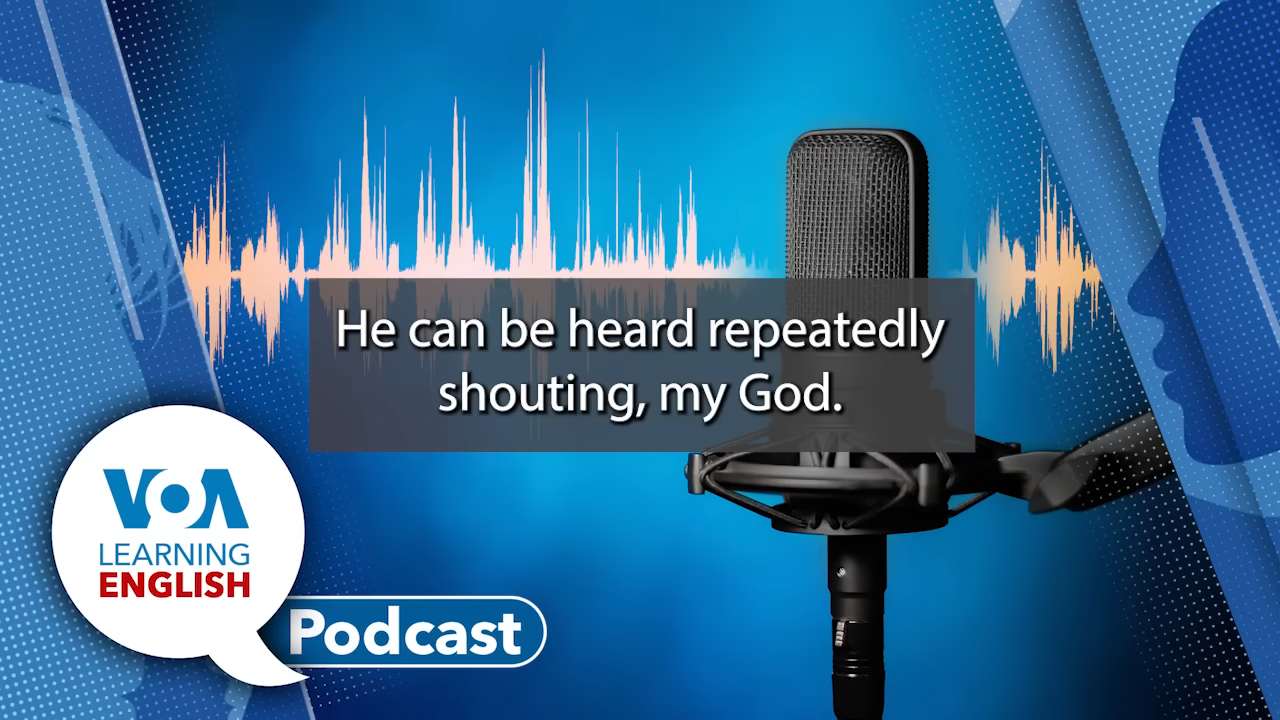 He can be heard repeatedly
shouting, my God.
VOA
LEARNING
ENGLISH
Podcast